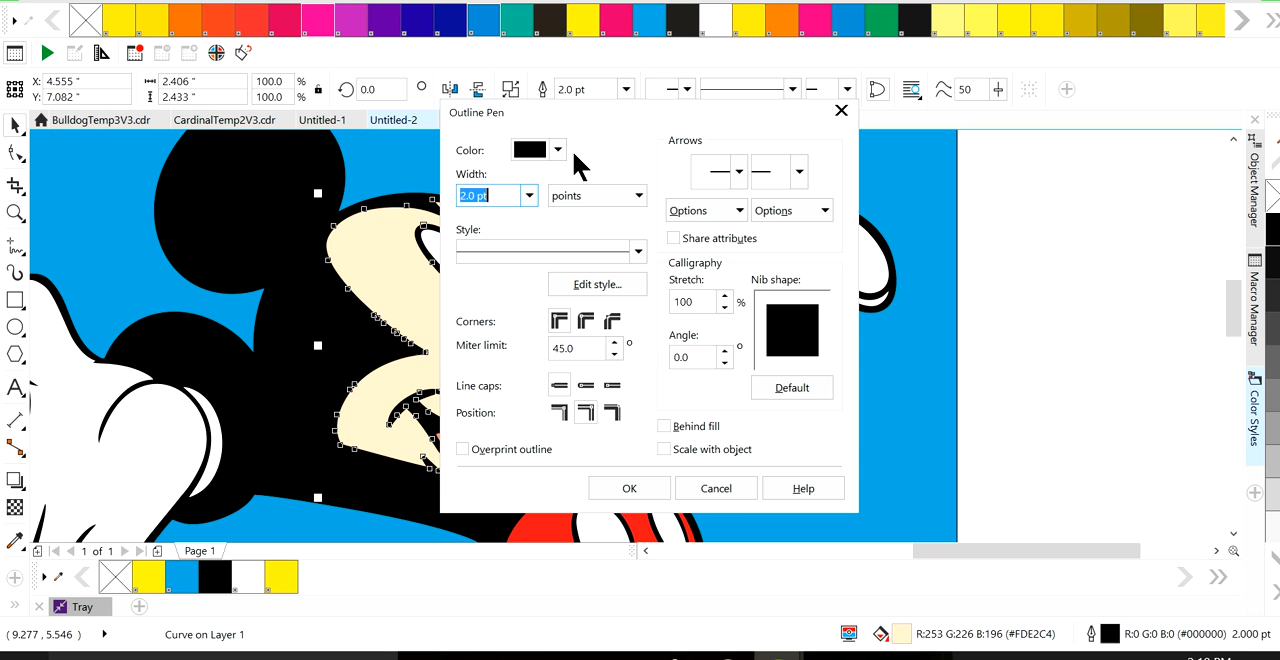 X: 4.555 "
Y: 7.082 "
2.406 "
2.433 "
100.0 %
100.0 %
0.0
2.0 pt
50
BulldogTemp3V3.cdr
CardinalTemp2V3.cdr
Untitled-1
Untitled-2
Outline Pen
Color:
Width:
2.0 pt
points
Style:
Edit style...
Corners:
Miter limit:
45.0 °
Line caps:
Position:
Overprint outline
Arrows
Options
Options
Share attributes
Calligraphy
Stretch:
100 %
Nib shape:
Angle:
0.0 °
Default
Behind fill
Scale with object
OK
Cancel
Help
Object Manager
Macro Manager
Color Styles
1 of 1
Page 1
Tray
( 9.277 , 5.546 )
Curve on Layer 1
R:253 G:226 B:196 (#FDE2C4)
R:0 G:0 B:0 (#000000) 2.000 pt